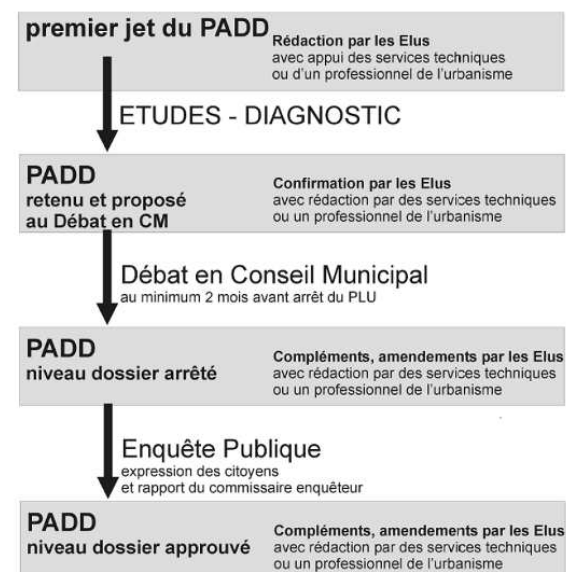 premier jet du PADD
Rédaction par les Elus
avec appui des services techniques
ou d'un professionnel de l'urbanisme
ETUDES - DIAGNOSTIC
PADD
retenu et proposé
au Débat en CM
Confirmation par les Elus
avec rédaction par des services techniques
ou un professionnel de l'urbanisme
Débat en Conseil Municipal
au minimum 2 mois avant arrêt du PLU
PADD
niveau dossier arrêté
Compléments, amendements par les Elus
avec rédaction par des services techniques
ou un professionnel de l'urbanisme
Enquête Publique
expression des citoyens
et rapport du commissaire enquêteur
PADD
niveau dossier approuvé
Compléments, amendements par les Elus
avec rédaction par des services techniques
ou un professionnel de l'urbanisme